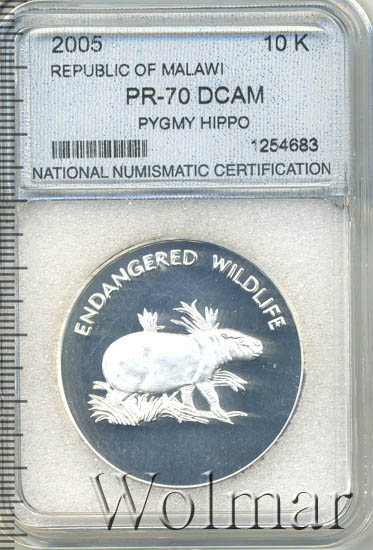 2005 10 K
REPUBLIC OF MALAWI
PR-70 DCAM
PYGMY HIPPO
1254683
NATIONAL NUMISMATIC CERTIFICATION
ENDANGERED WILDLIFE
Wolmar